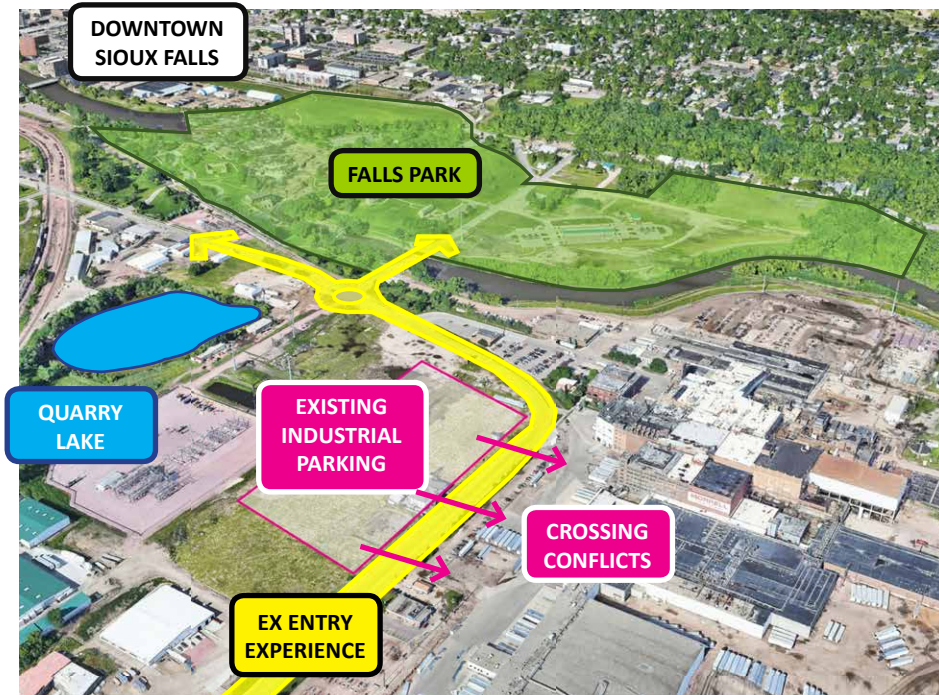 DOWNTOWN
SIOUX FALLS
FALLS PARK
QUARRY
LAKE
EXISTING
INDUSTRIAL
PARKING
CROSSING
CONFLICTS
EX ENTRY
EXPERIENCE